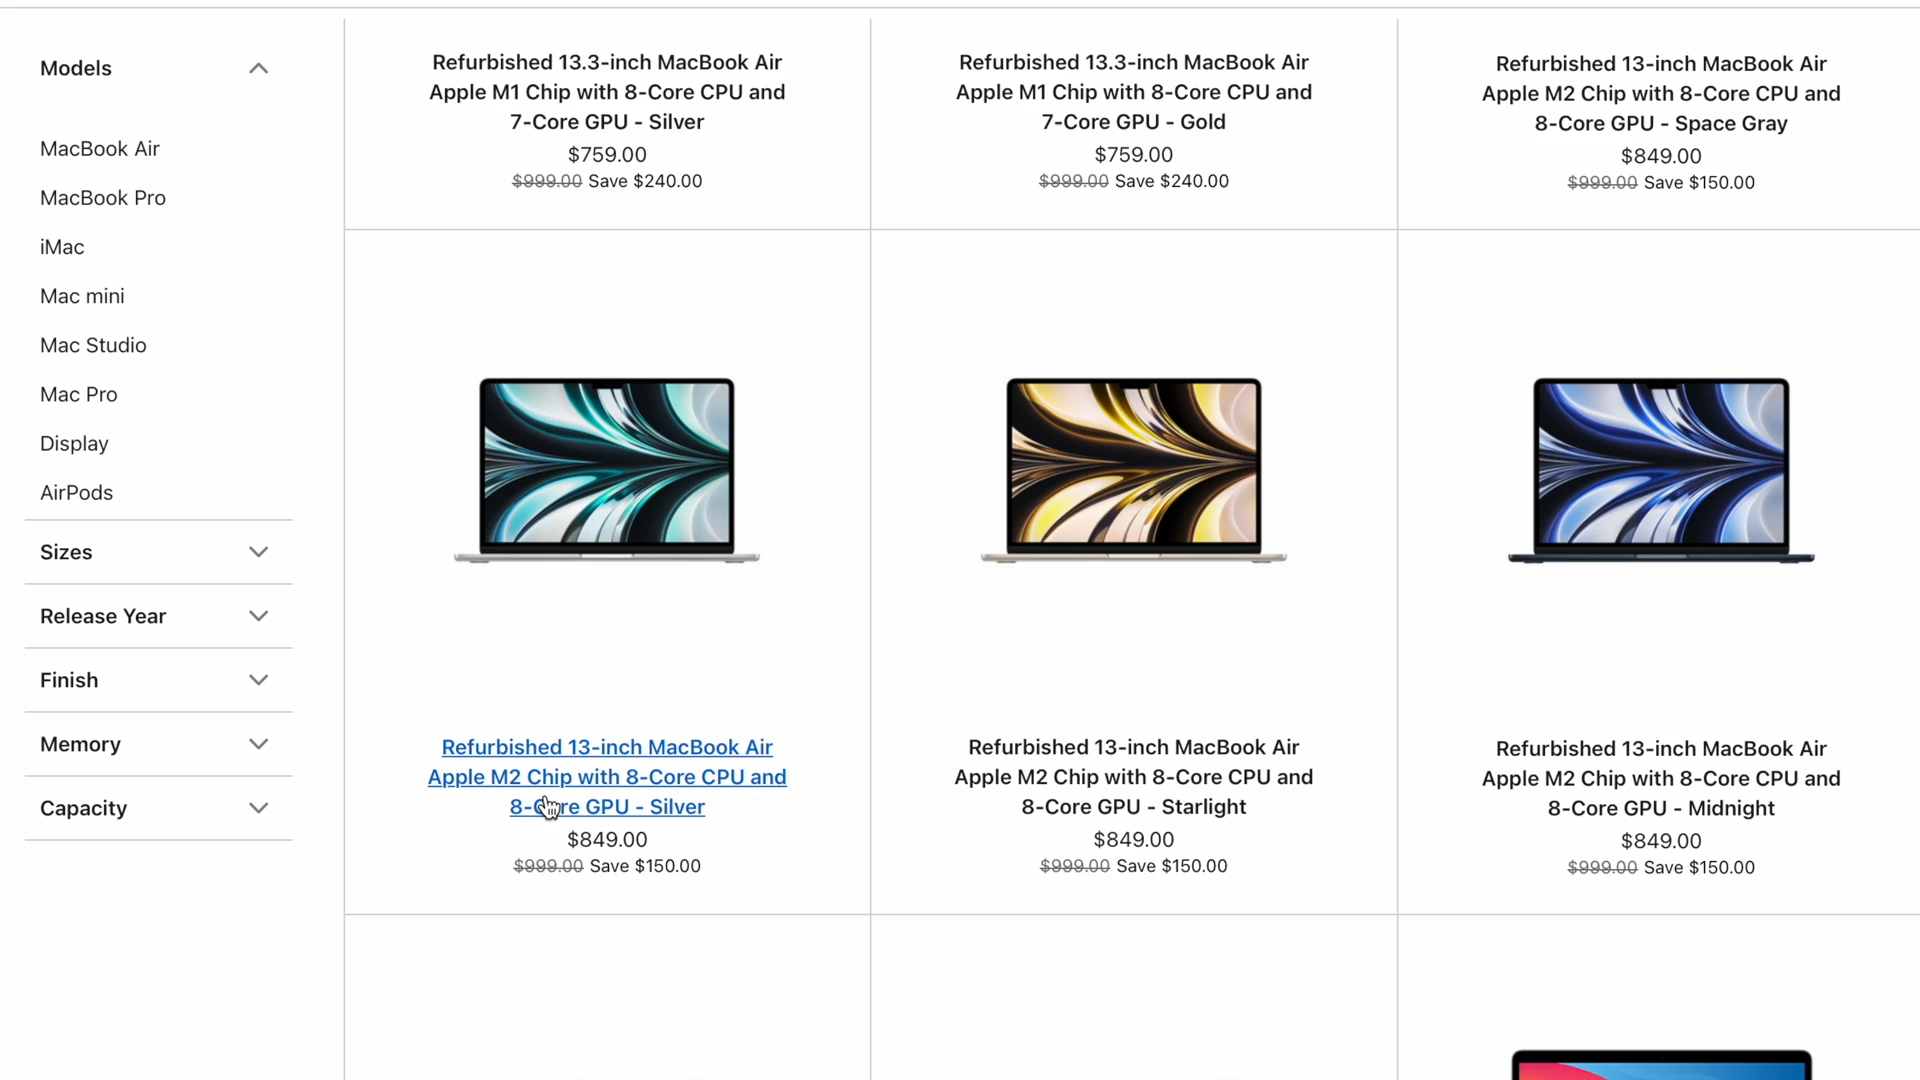 Models
MacBook Air
MacBook Pro
iMac
Mac mini
Mac Studio
Mac Pro
Display
AirPods
Sizes
Release Year
Finish
Memory
Capacity
Refurbished 13.3-inch MacBook Air
Apple M1 Chip with 8-Core CPU and
7-Core GPU - Silver
$759.00
$999.00 Save $240.00
Refurbished 13.3-inch MacBook Air
Apple M1 Chip with 8-Core CPU and
7-Core GPU - Gold
$759.00
$999.00 Save $240.00
Refurbished 13-inch MacBook Air
Apple M2 Chip with 8-Core CPU and
8-Core GPU - Space Gray
$849.00
$999.00 Save $150.00
Refurbished 13-inch MacBook Air
Apple M2 Chip with 8-Core CPU and
8-Core GPU - Silver
$849.00
$999.00 Save $150.00
Refurbished 13-inch MacBook Air
Apple M2 Chip with 8-Core CPU and
8-Core GPU - Starlight
$849.00
$999.00 Save $150.00
Refurbished 13-inch MacBook Air
Apple M2 Chip with 8-Core CPU and
8-Core GPU - Midnight
$849.00
$999.00 Save $150.00